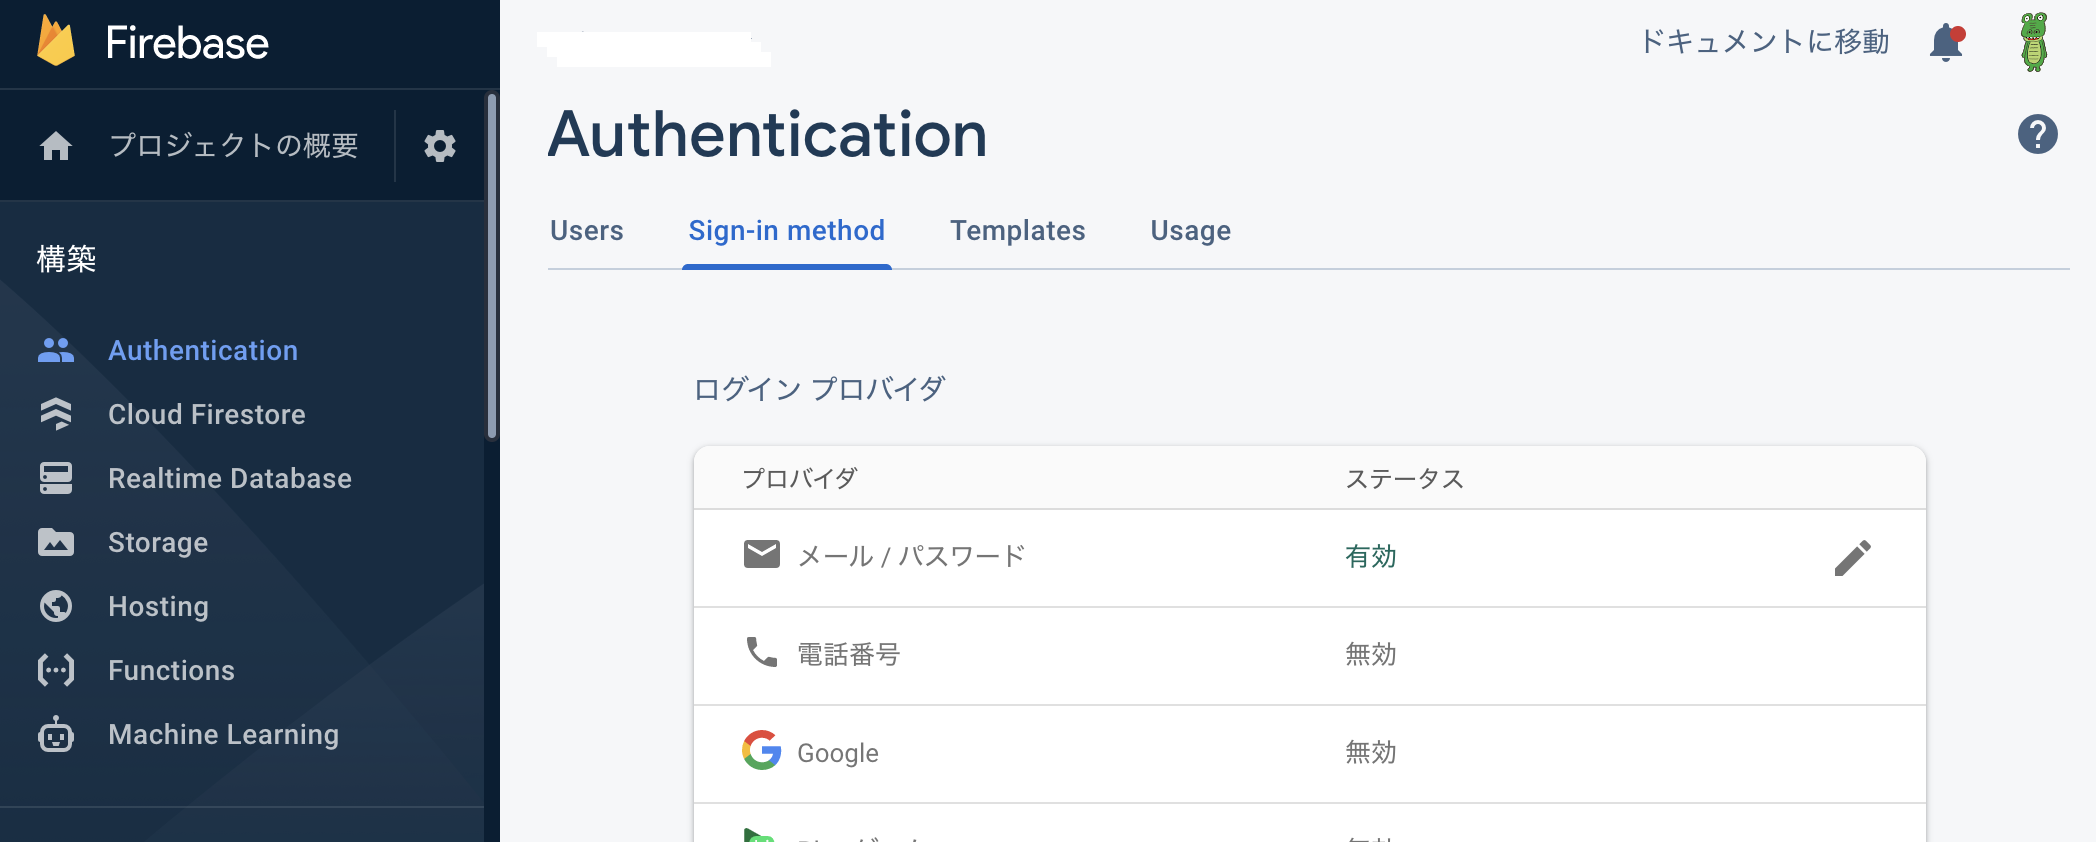 Firebase
プロジェクトの概要
構築
Authentication
Cloud Firestore
Realtime Database
Storage
Hosting
Functions
Machine Learning
ドキュメントに移動
Authentication
Users Sign-in method Templates Usage
ログイン プロバイダ
プロバイダ ステータス
メール / パスワード 有効
電話番号 無効
Google 無効